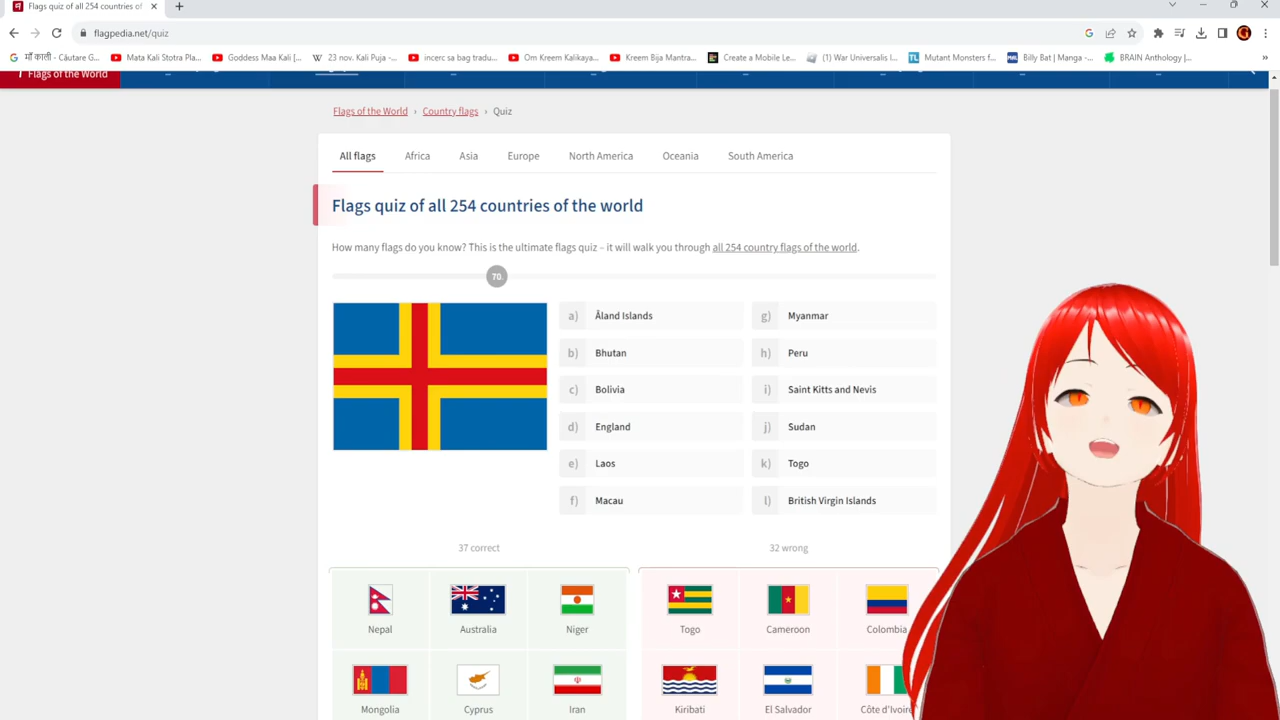 Flags quiz of all 254 countries of
flagpedia.net/quiz
माँ काली - Căutare G...
Mata Kali Stotra Pla...
Goddess Maa Kali |...
23 nov. Kali Puja -...
incerc sa bag traduc...
Om Kreem Kalikaya...
Kreem Bija Mantra...
Create a Mobile Le...
(1) War Universalis I...
Mutant Monsters f...
Billy Bat | Manga -...
BRAIN Anthology |...
Flags of the World
Flags of the World › Country flags › Quiz
All flags
Africa
Asia
Europe
North America
Oceania
South America
Flags quiz of all 254 countries of the world
How many flags do you know? This is the ultimate flags quiz – it will walk you through all 254 country flags of the world.
70.
a) Åland Islands
b) Bhutan
c) Bolivia
d) England
e) Laos
f) Macau
g) Myanmar
h) Peru
i) Saint Kitts and Nevis
j) Sudan
k) Togo
l) British Virgin Islands
37 correct
32 wrong
Nepal
Australia
Niger
Togo
Cameroon
Colombia
Mongolia
Cyprus
Iran
Kiribati
El Salvador
Côte d'Ivoire